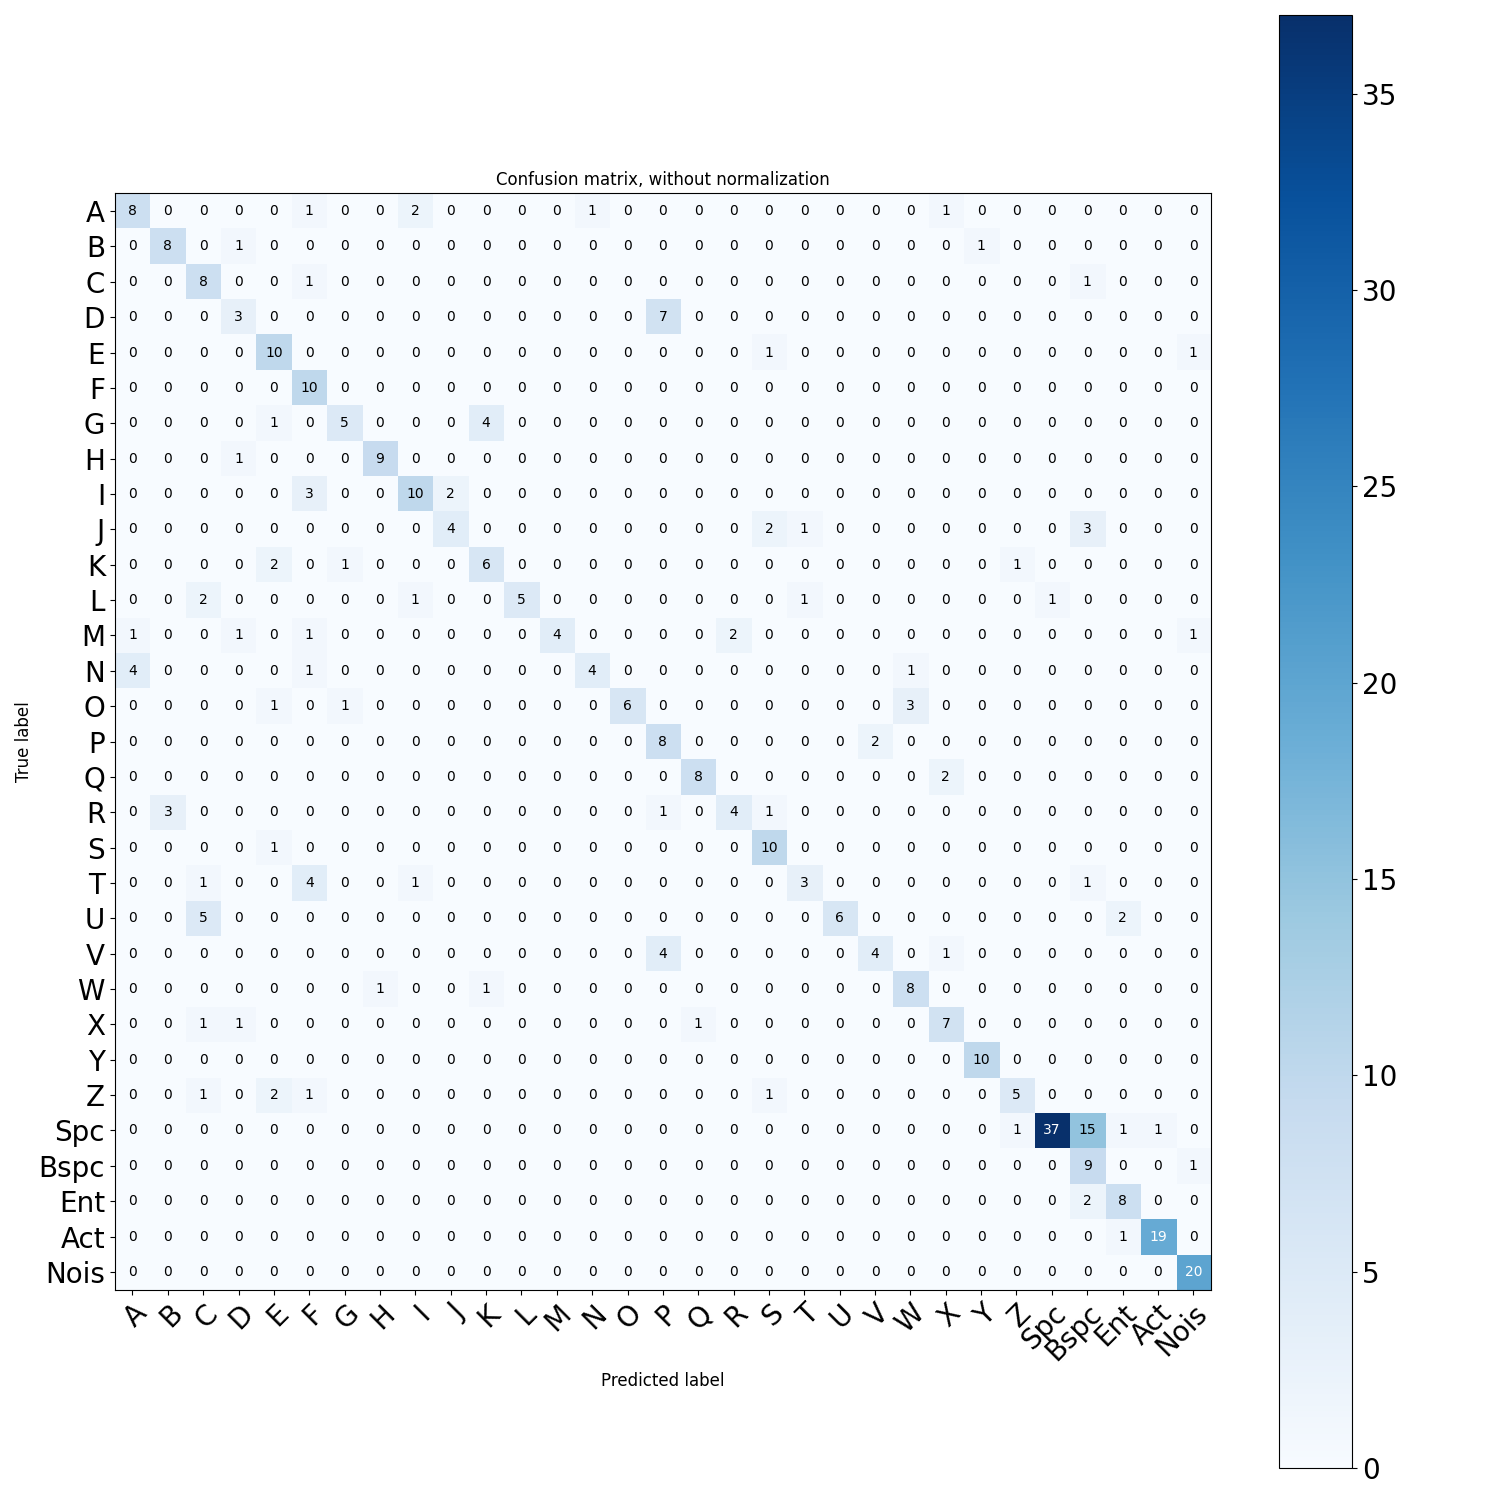 Confusion matrix, without normalization
A 8 0 0 0 0 1 0 0 2 0 0 0 0 1 0 0 0 0 0 0 0 0 0 1 0 0 0 0 0 0 0
B 0 8 0 1 0 0 0 0 0 0 0 0 0 0 0 0 0 0 0 0 0 0 0 0 1 0 0 0 0 0 0
C 0 0 8 0 0 1 0 0 0 0 0 0 0 0 0 0 0 0 0 0 0 0 0 0 0 0 0 1 0 0 0
D 0 0 0 3 0 0 0 0 0 0 0 0 0 0 0 7 0 0 0 0 0 0 0 0 0 0 0 0 0 0 0
E 0 0 0 0 10 0 0 0 0 0 0 0 0 0 0 0 0 0 1 0 0 0 0 0 0 0 0 0 0 0 1
F 0 0 0 0 0 10 0 0 0 0 0 0 0 0 0 0 0 0 0 0 0 0 0 0 0 0 0 0 0 0 0
G 0 0 0 0 1 0 5 0 0 0 4 0 0 0 0 0 0 0 0 0 0 0 0 0 0 0 0 0 0 0 0
H 0 0 0 1 0 0 0 9 0 0 0 0 0 0 0 0 0 0 0 0 0 0 0 0 0 0 0 0 0 0 0
I 0 0 0 0 0 3 0 0 10 2 0 0 0 0 0 0 0 0 0 0 0 0 0 0 0 0 0 0 0 0 0
J 0 0 0 0 0 0 0 0 0 4 0 0 0 0 0 0 0 0 2 1 0 0 0 0 0 0 0 3 0 0 0
K 0 0 0 0 2 0 1 0 0 0 6 0 0 0 0 0 0 0 0 0 0 0 0 0 0 1 0 0 0 0 0
L 0 0 2 0 0 0 0 0 1 0 0 5 0 0 0 0 0 0 0 1 0 0 0 0 0 0 1 0 0 0 0
M 1 0 0 1 0 1 0 0 0 0 0 0 4 0 0 0 0 2 0 0 0 0 0 0 0 0 0 0 0 0 1
N 4 0 0 0 0 1 0 0 0 0 0 0 0 4 0 0 0 0 0 0 0 0 1 0 0 0 0 0 0 0 0
O 0 0 0 0 1 0 1 0 0 0 0 0 0 0 6 0 0 0 0 0 0 0 3 0 0 0 0 0 0 0 0
P 0 0 0 0 0 0 0 0 0 0 0 0 0 0 0 8 0 0 0 0 0 2 0 0 0 0 0 0 0 0 0
Q 0 0 0 0 0 0 0 0 0 0 0 0 0 0 0 0 8 0 0 0 0 0 0 2 0 0 0 0 0 0 0
R 0 3 0 0 0 0 0 0 0 0 0 0 0 0 0 1 0 4 1 0 0 0 0 0 0 0 0 0 0 0 0
S 0 0 0 0 1 0 0 0 0 0 0 0 0 0 0 0 0 0 10 0 0 0 0 0 0 0 0 0 0 0 0
T 0 0 1 0 0 4 0 0 1 0 0 0 0 0 0 0 0 0 0 3 0 0 0 0 0 0 0 1 0 0 0
U 0 0 5 0 0 0 0 0 0 0 0 0 0 0 0 0 0 0 0 0 6 0 0 0 0 0 0 0 2 0 0
V 0 0 0 0 0 0 0 0 0 0 0 0 0 0 0 4 0 0 0 0 0 4 0 1 0 0 0 0 0 0 0
W 0 0 0 0 0 0 0 1 0 0 1 0 0 0 0 0 0 0 0 0 0 0 8 0 0 0 0 0 0 0 0
X 0 0 1 1 0 0 0 0 0 0 0 0 0 0 0 0 1 0 0 0 0 0 0 7 0 0 0 0 0 0 0
Y 0 0 0 0 0 0 0 0 0 0 0 0 0 0 0 0 0 0 0 0 0 0 0 0 10 0 0 0 0 0 0
Z 0 0 1 0 2 1 0 0 0 0 0 0 0 0 0 0 0 0 1 0 0 0 0 0 0 5 0 0 0 0 0
Spc 0 0 0 0 0 0 0 0 0 0 0 0 0 0 0 0 0 0 0 0 0 0 0 0 0 1 37 15 1 1 0
Bspc 0 0 0 0 0 0 0 0 0 0 0 0 0 0 0 0 0 0 0 0 0 0 0 0 0 0 0 9 0 0 1
Ent 0 0 0 0 0 0 0 0 0 0 0 0 0 0 0 0 0 0 0 0 0 0 0 0 0 0 0 2 8 0 0
Act 0 0 0 0 0 0 0 0 0 0 0 0 0 0 0 0 0 0 0 0 0 0 0 0 0 0 0 0 1 19 0
Nois 0 0 0 0 0 0 0 0 0 0 0 0 0 0 0 0 0 0 0 0 0 0 0 0 0 0 0 0 0 0 20
A B C D E F G H I J K L M N O P Q R S T U V W X Y Z Spc Bspc Ent Act Nois
Predicted label
True label
35
30
25
20
15
10
5
0